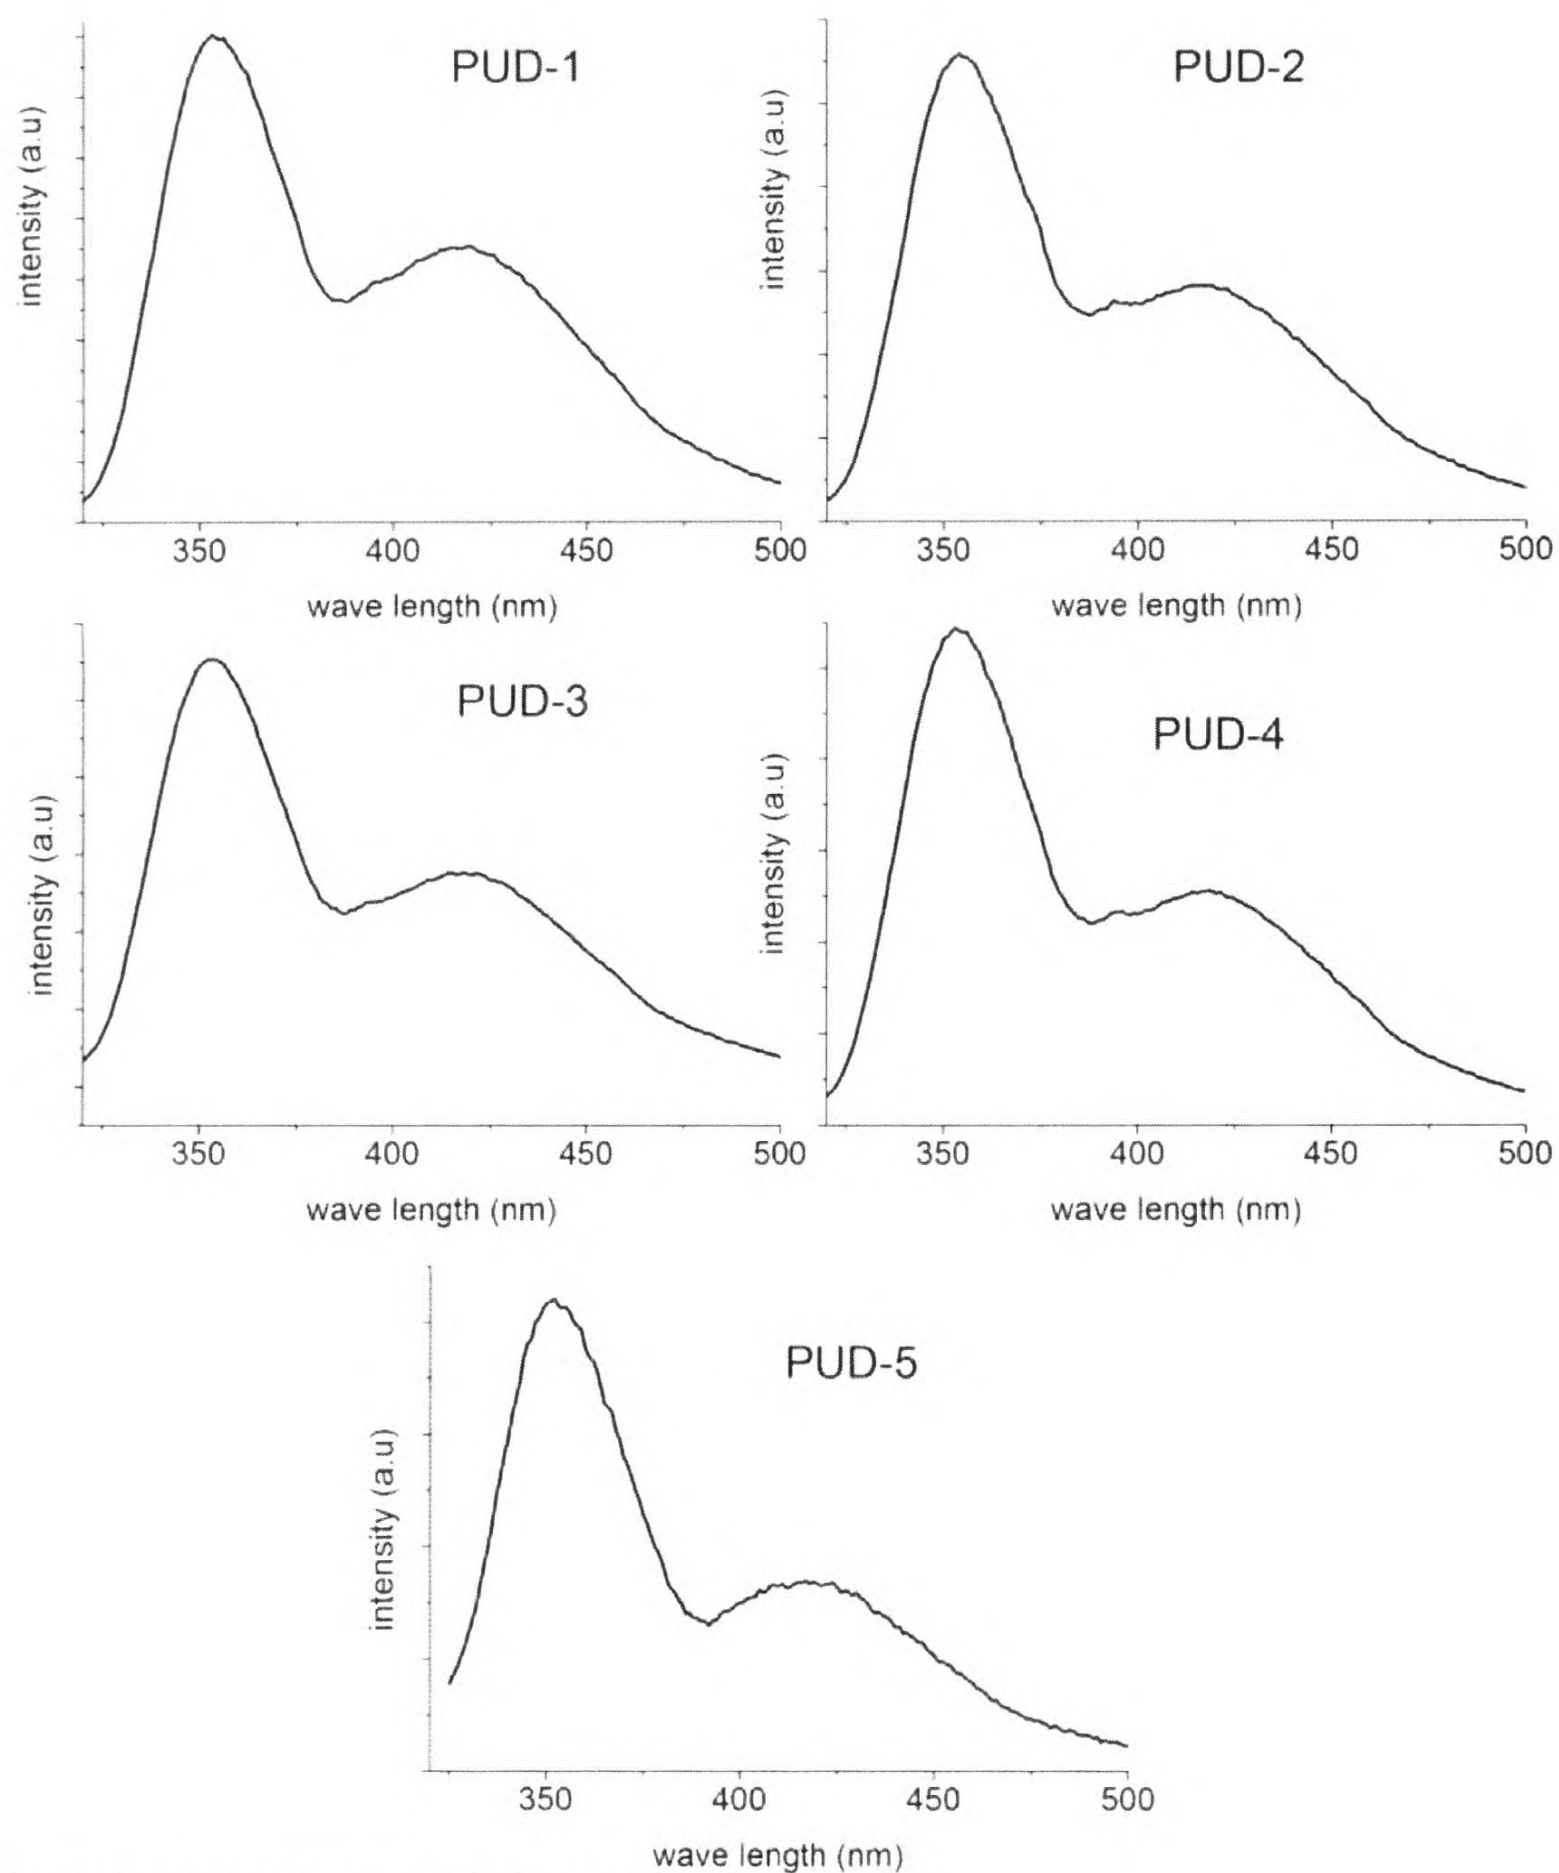 PUD-1
intensity (a.u)
350 400 450 500
wave length (nm)
PUD-2
intensity (a.u)
350 400 450 500
wave length (nm)
PUD-3
intensity (a.u)
350 400 450 500
wave length (nm)
PUD-4
intensity (a.u)
350 400 450 500
wave length (nm)
PUD-5
intensity (a.u)
350 400 450 500
wave length (nm)